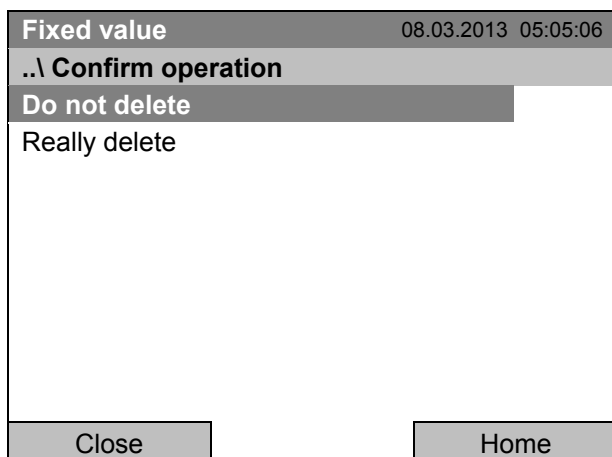 Fixed value 08.03.2013 05:05:06
..\ Confirm operation
Do not delete
Really delete
Close Home